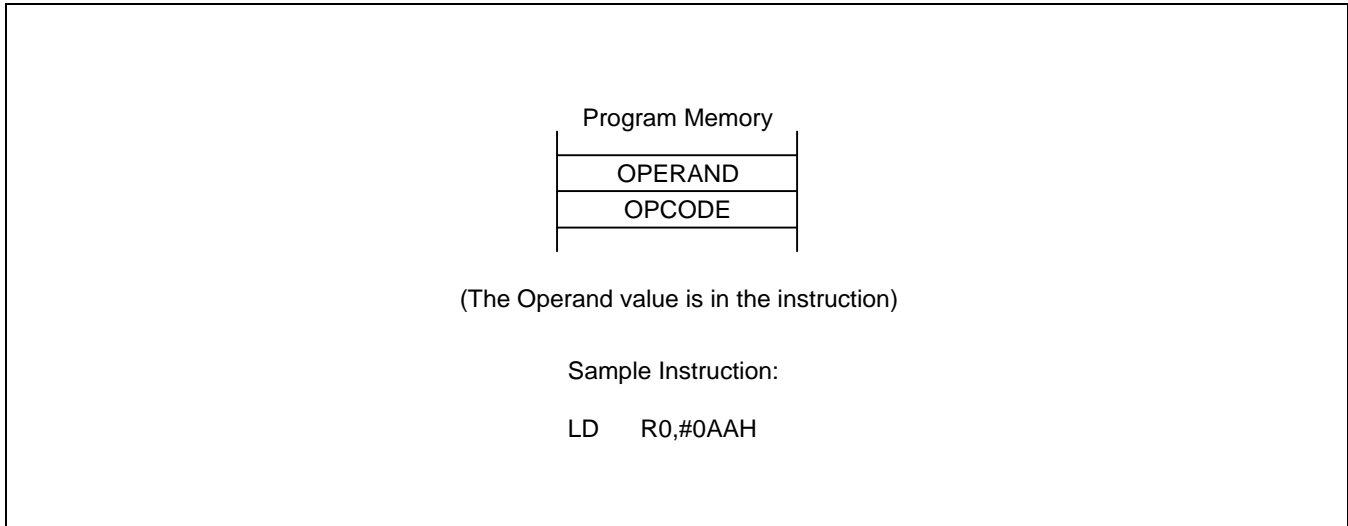 Program Memory
OPERAND
OPCODE
(The Operand value is in the instruction)
Sample Instruction:
LD R0,#0AAH